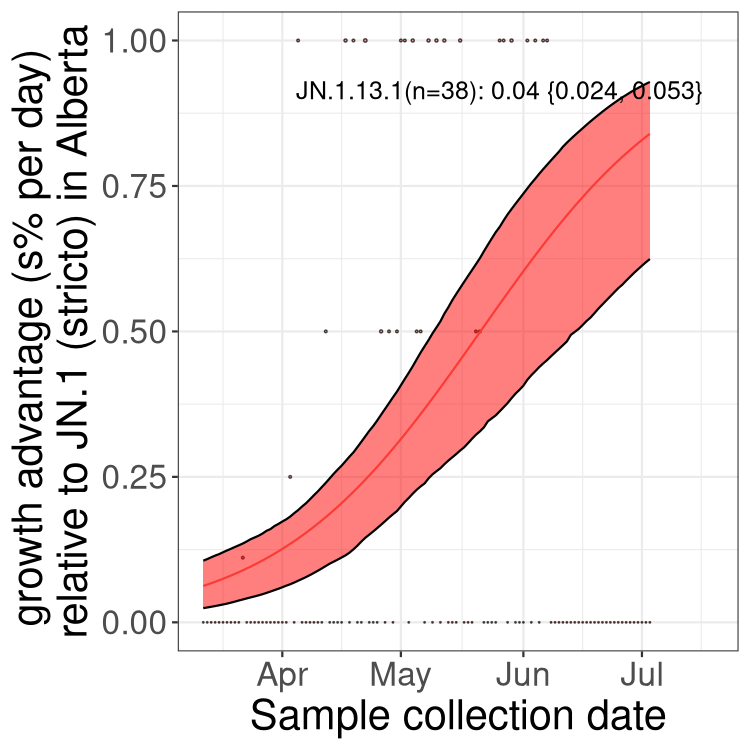 growth advantage (s% per day)
relative to JN.1 (stricto) in Alberta
1.00
0.75
0.50
0.25
0.00
JN.1.13.1(n=38): 0.04 {0.024, 0.053}
Apr May Jun Jul
Sample collection date